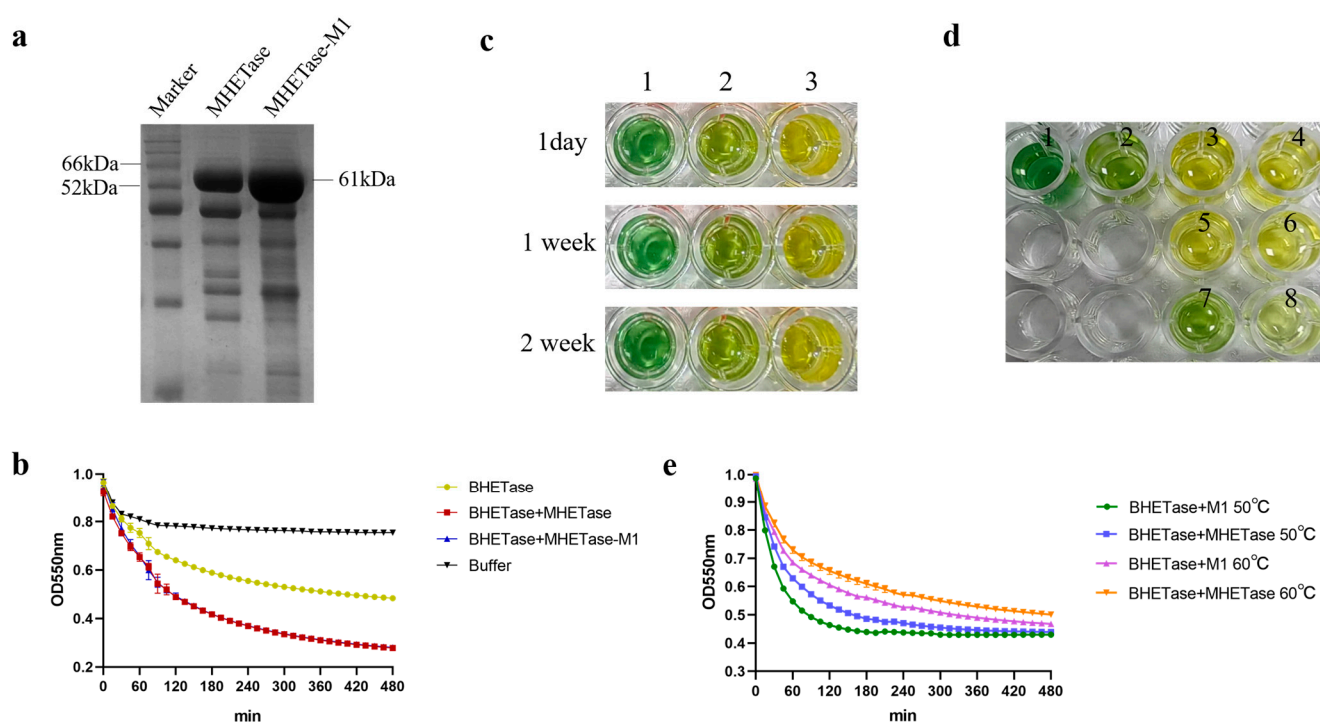 a
Marker
MHETase
MHETase-M1
66kDa
52kDa
61kDa
c
1 2 3
1day
1 week
2 week
d
1 2 3 4
5 6
7 8
b
OD550nm
1.0
0.8
0.6
0.4
0.2
0 60 120 180 240 300 360 420 480
min
BHETase
BHETase+MHETase
BHETase+MHETase-M1
Buffer
e
OD550nm
1.0
0.9
0.8
0.7
0.6
0.5
0.4
0.3
0 60 120 180 240 300 360 420 480
min
BHETase+M1 50°C
BHETase+MHETase 50°C
BHETase+M1 60°C
BHETase+MHETase 60°C